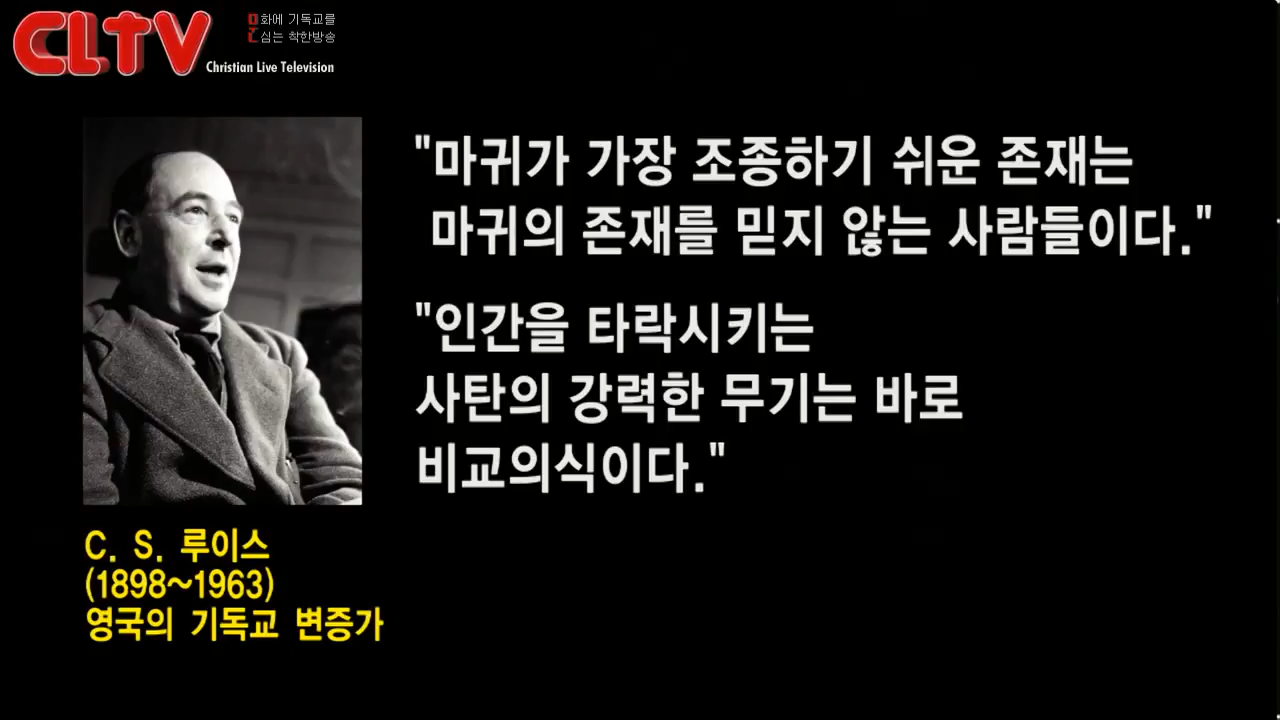 CLTV
문화에 기독교를
심는 착한방송
Christian Live Television
"마귀가 가장 조종하기 쉬운 존재는
마귀의 존재를 믿지 않는 사람들이다."
"인간을 타락시키는
사탄의 강력한 무기는 바로
비교의식이다."
C. S. 루이스
(1898~1963)
영국의 기독교 변증가